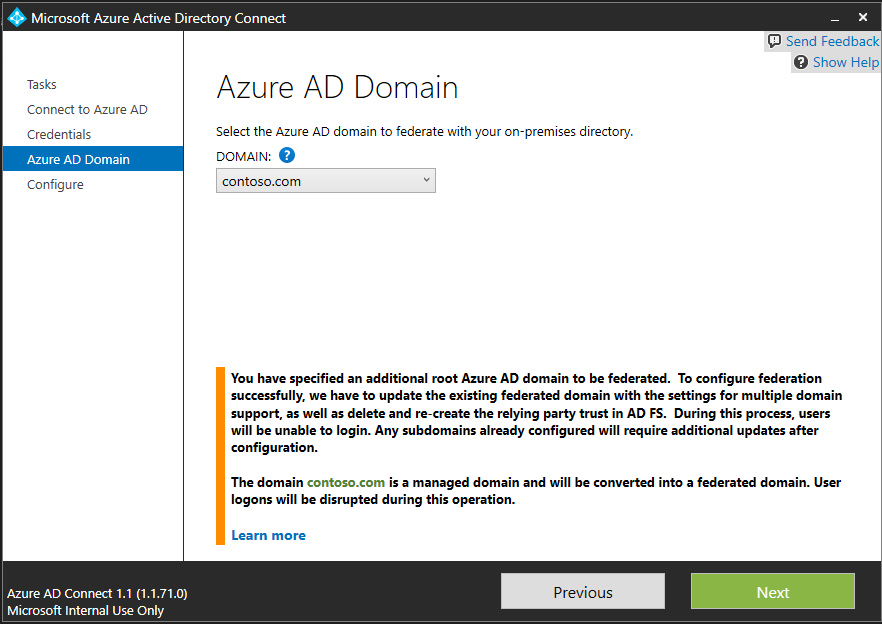 Microsoft Azure Active Directory Connect
Send Feedback
Show Help
Tasks
Connect to Azure AD
Credentials
Azure AD Domain
Configure
Azure AD Domain
Select the Azure AD domain to federate with your on-premises directory.
DOMAIN: ?
contoso.com
You have specified an additional root Azure AD domain to be federated.  To configure federation
successfully, we have to update the existing federated domain with the settings for multiple domain
support, as well as delete and re-create the relying party trust in AD FS.  During this process, users
will be unable to login. Any subdomains already configured will require additional updates after
configuration.
The domain contoso.com is a managed domain and will be converted into a federated domain. User
logons will be disrupted during this operation.
Learn more
Azure AD Connect 1.1 (1.1.71.0)
Microsoft Internal Use Only
Previous
Next